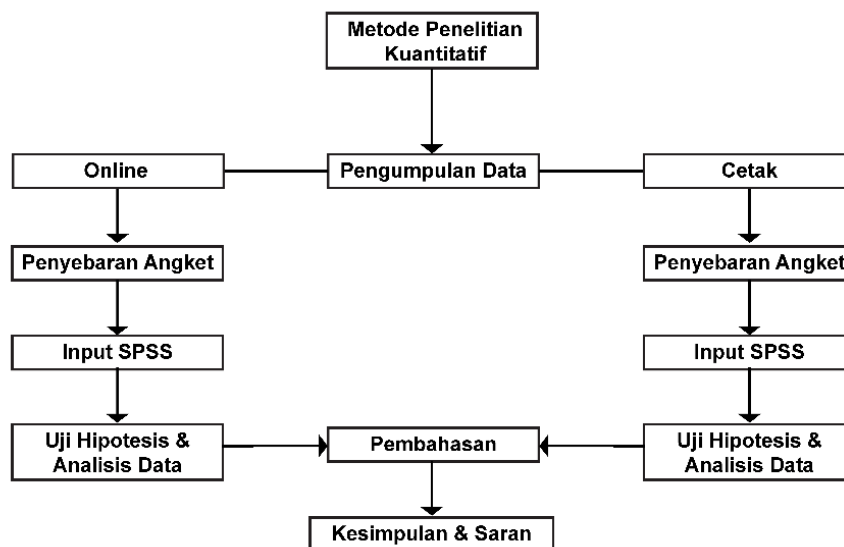 Metode Penelitian
Kuantitatif
Online
Pengumpulan Data
Cetak
Penyebaran Angket
Penyebaran Angket
Input SPSS
Input SPSS
Uji Hipotesis &
Analisis Data
Pembahasan
Uji Hipotesis &
Analisis Data
Kesimpulan & Saran